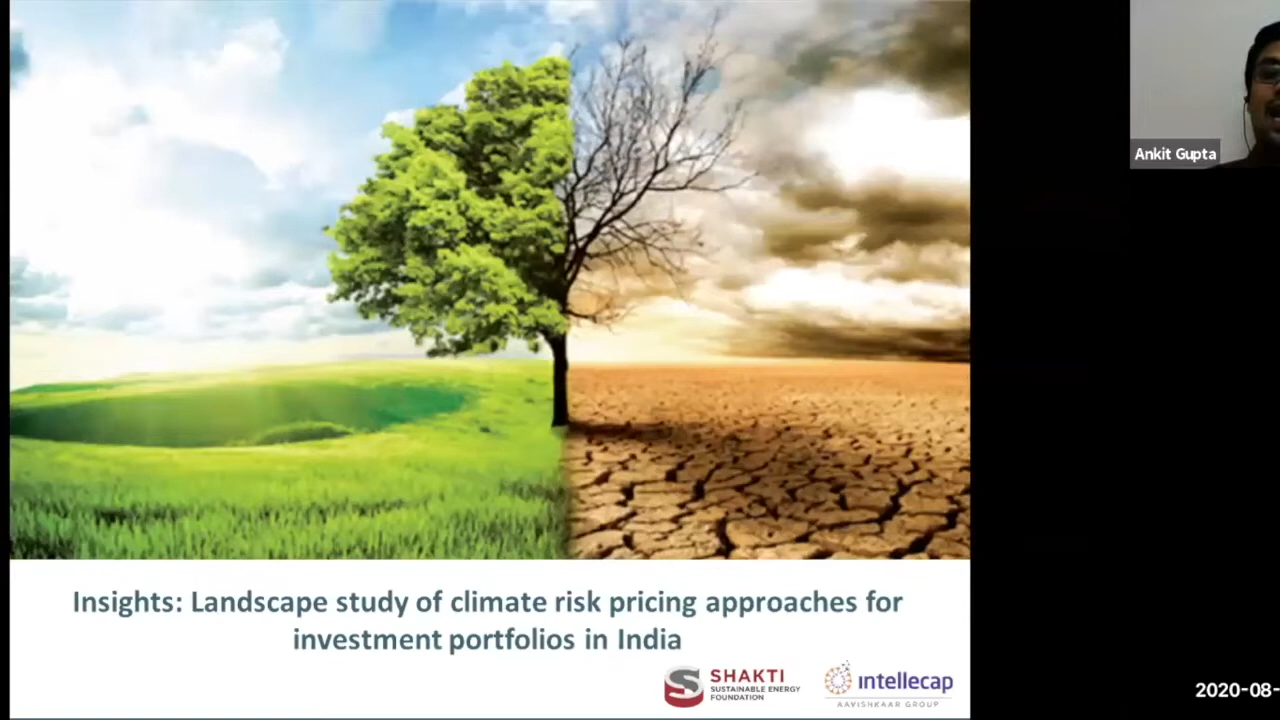 Ankit Gupta
Insights: Landscape study of climate risk pricing approaches for
investment portfolios in India
SHAKTI
SUSTAINABLE ENERGY
FOUNDATION
intellecap
AAVISHKAAR GROUP
2020-08-